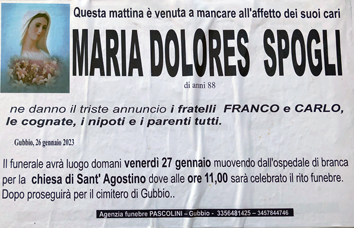 Questa mattina è venuta a mancare all'affetto dei suoi cari
MARIA DOLORES SPOGLI
di anni 88
ne danno il triste annuncio i fratelli FRANCO e CARLO,
le cognate, i nipoti e i parenti tutti.
Gubbio, 26 gennaio 2023
Il funerale avrà luogo domani venerdì 27 gennaio muovendo dall'ospedale di branca
per la chiesa di Sant' Agostino dove alle ore 11,00 sarà celebrato il rito funebre.
Dopo proseguirà per il cimitero di Gubbio..
Agenzia funebre PASCOLINI – Gubbio - 3356481425 – 3457844746